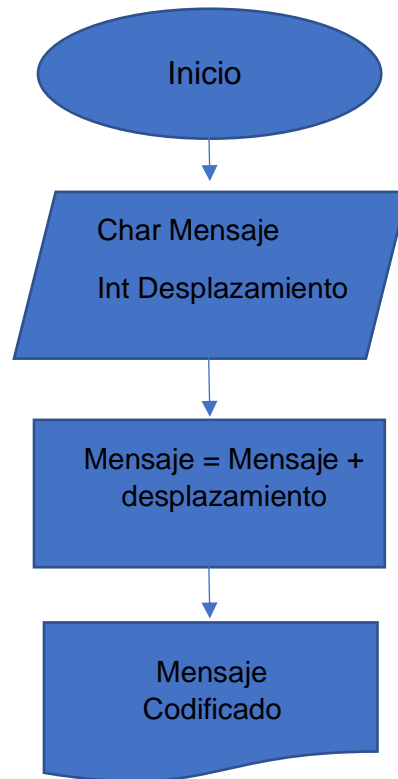 Inicio
Char Mensaje
Int Desplazamiento
Mensaje = Mensaje +
desplazamiento
Mensaje
Codificado